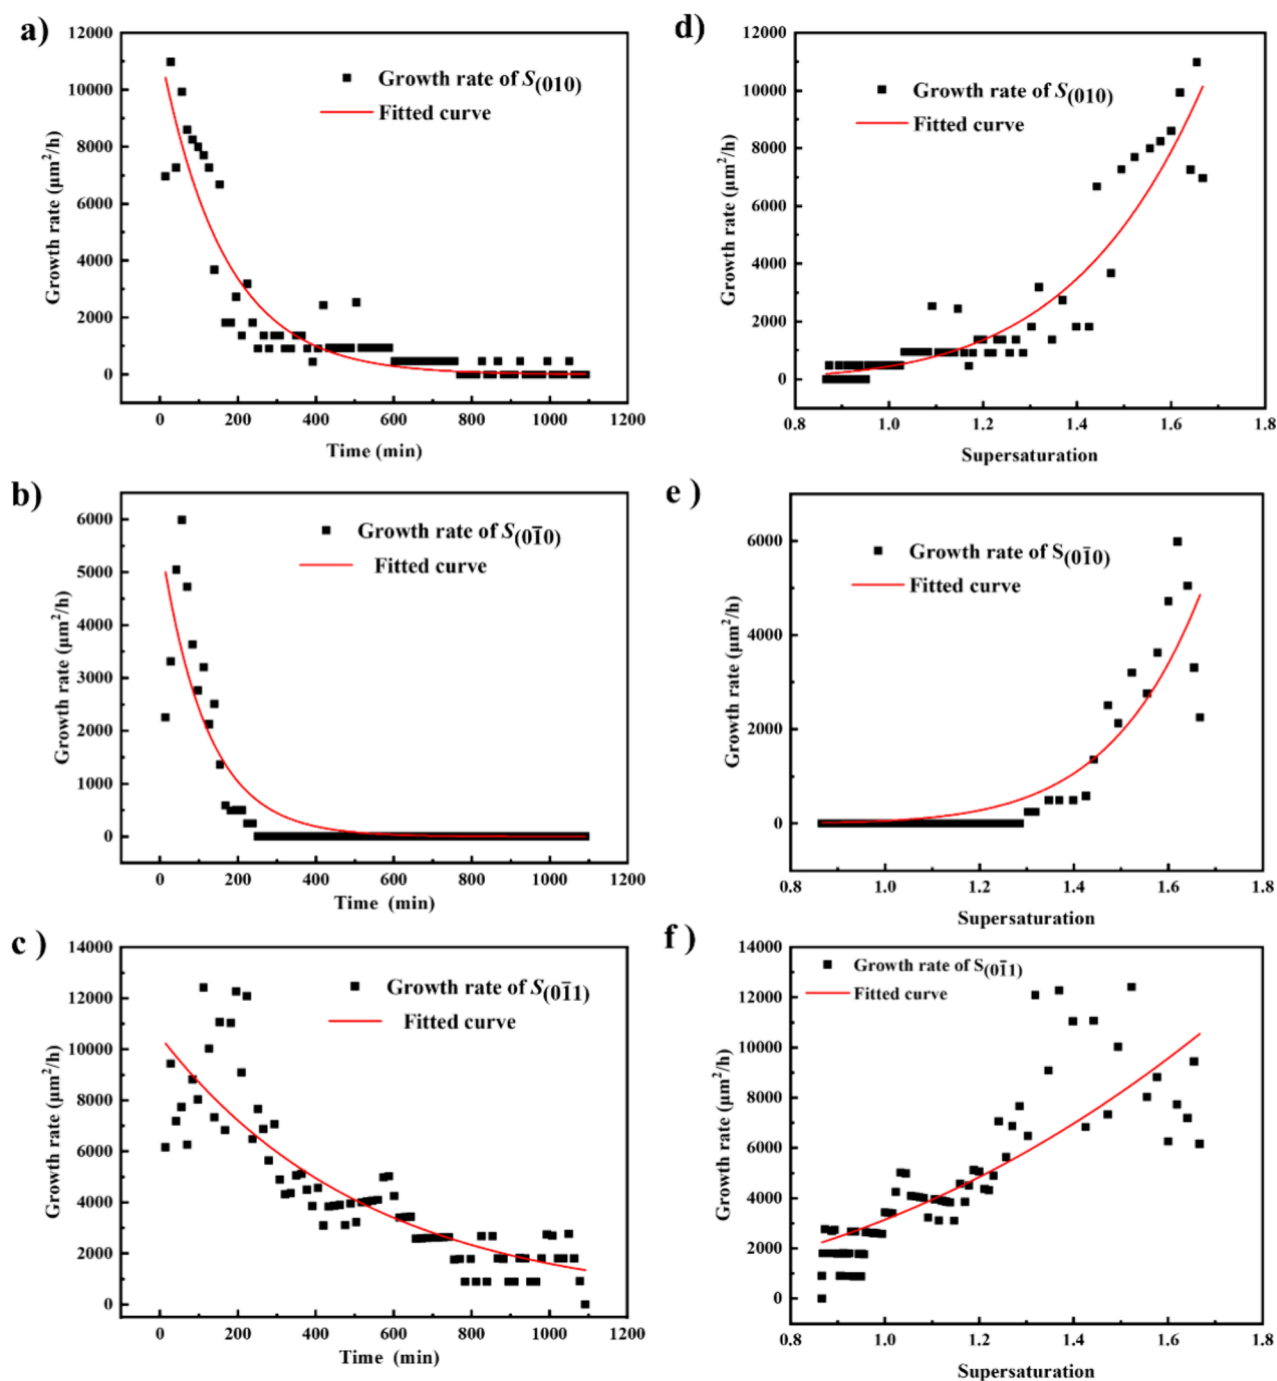 a)
12000
10000
8000
6000
4000
2000
0
Growth rate (μm²/h)
Growth rate of S(010)
Fitted curve
0 200 400 600 800 1000 1200
Time (min)
d)
12000
10000
8000
6000
4000
2000
0
Growth rate (μm²/h)
Growth rate of S(010)
Fitted curve
0.8 1.0 1.2 1.4 1.6 1.8
Supersaturation
b)
6000
5000
4000
3000
2000
1000
0
Growth rate (μm²/h)
Growth rate of S(01̅0)
Fitted curve
0 200 400 600 800 1000 1200
Time (min)
e)
6000
4000
2000
0
Growth rate (μm²/h)
Growth rate of S(01̅0)
Fitted curve
0.8 1.0 1.2 1.4 1.6 1.8
Supersaturation
c )
14000
12000
10000
8000
6000
4000
2000
0
Growth rate (μm²/h)
Growth rate of S(01̅1)
Fitted curve
0 200 400 600 800 1000 1200
Time (min)
f )
14000
12000
10000
8000
6000
4000
2000
0
Growth rate (μm²/h)
Growth rate of S(01̅1)
Fitted curve
0.8 1.0 1.2 1.4 1.6 1.8
Supersaturation